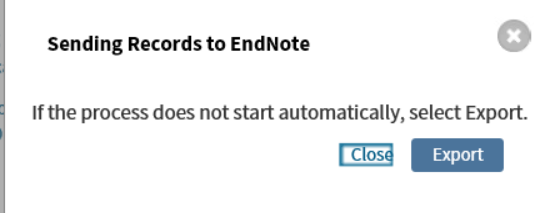 Sending Records to EndNote
If the process does not start automatically, select Export.
Close
Export